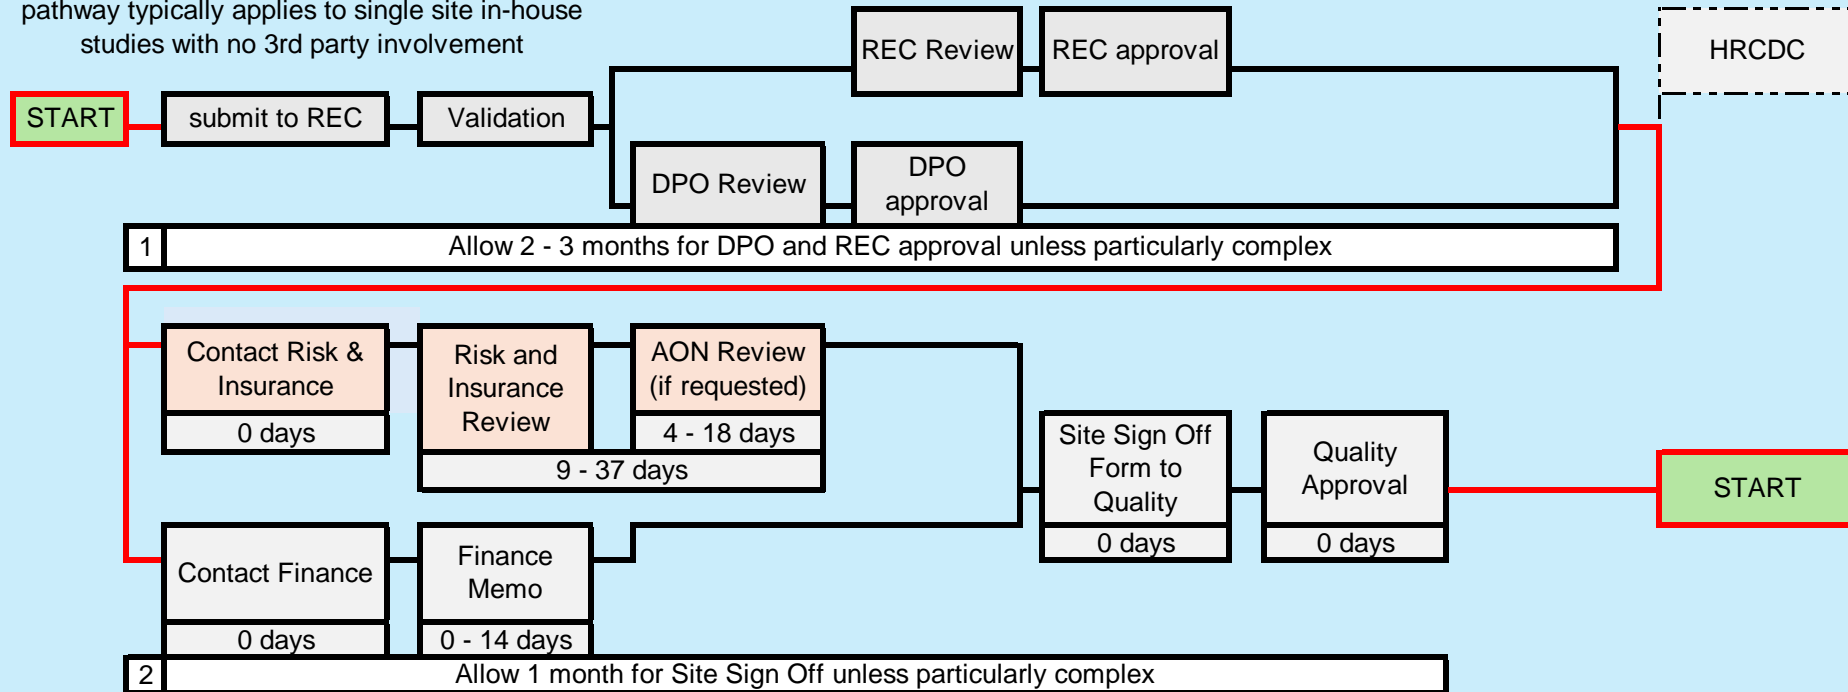 pathway typically applies to single site in-house
studies with no 3rd party involvement
REC Review
REC approval
HRCDC
START
submit to REC
Validation
DPO Review
DPO
approval
1
Allow 2 - 3 months for DPO and REC approval unless particularly complex
Contact Risk &
Insurance
0 days
Risk and
Insurance
Review
AON Review
(if requested)
4 - 18 days
9 - 37 days
Site Sign Off
Form to
Quality
0 days
Quality
Approval
0 days
START
Contact Finance
0 days
Finance
Memo
0 - 14 days
2
Allow 1 month for Site Sign Off unless particularly complex